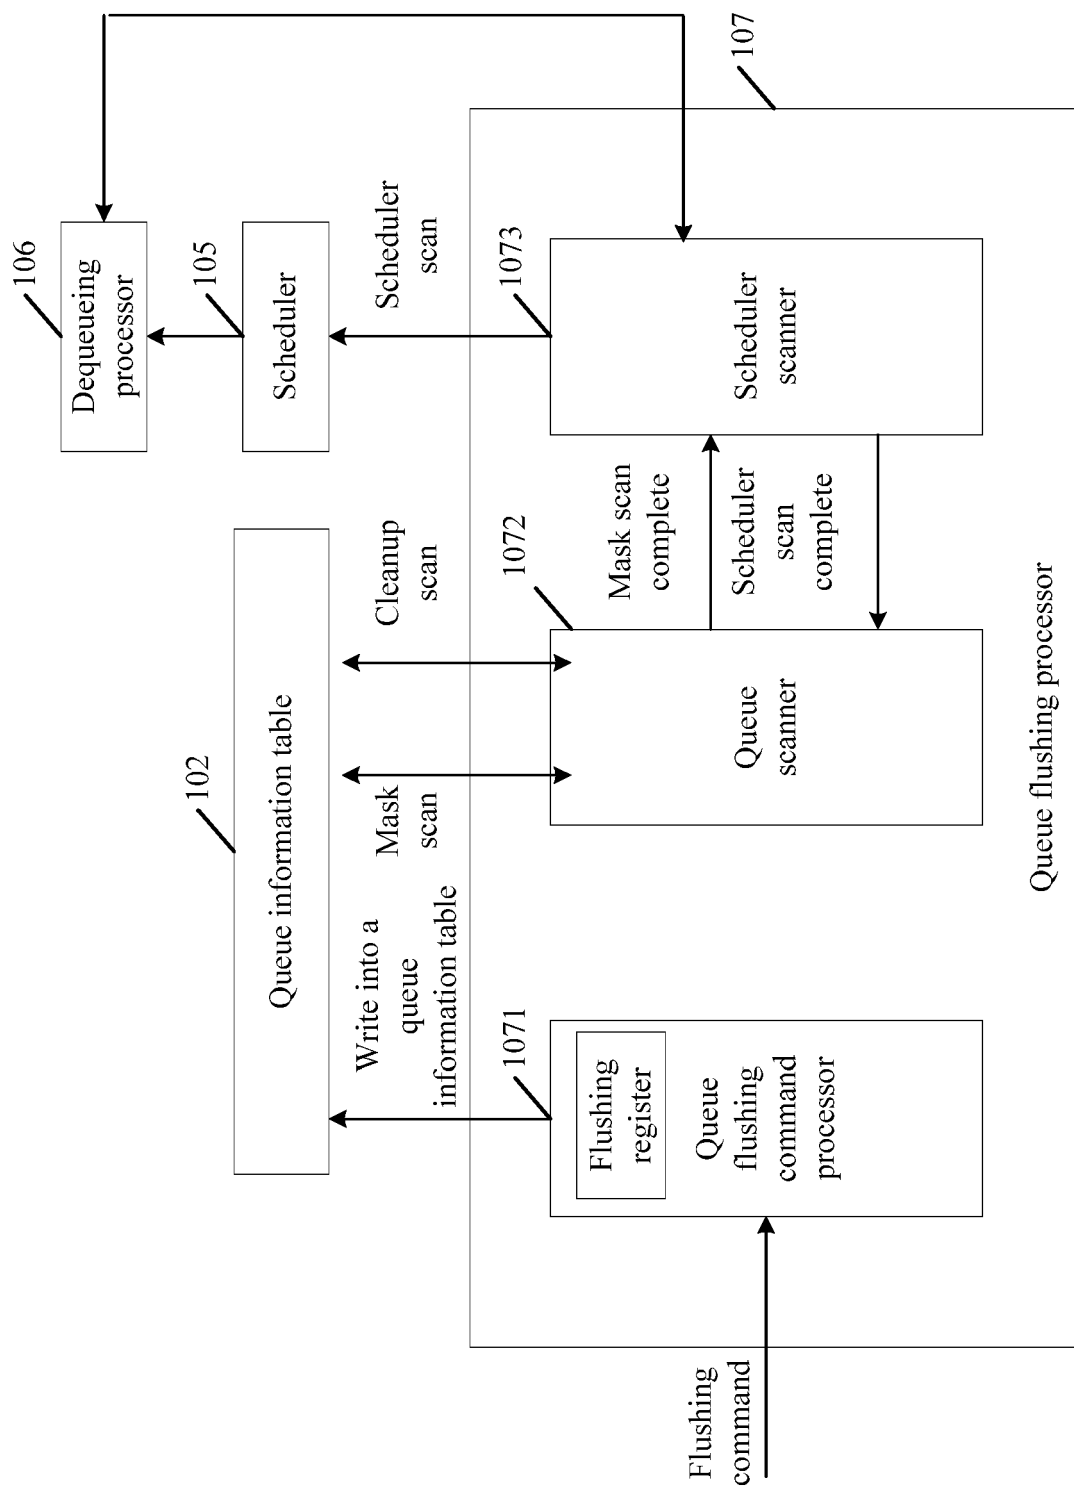 106
Dequeueing
processor
105
Scheduler
102
Queue information table
Write into a
queue
information table
Mask
scan
Cleanup
scan
Scheduler
scan
107
1071
Flushing
register
Queue
flushing
command
processor
1072
Queue
scanner
Mask scan
complete
Scheduler
scan
complete
1073
Scheduler
scanner
Flushing
command
Queue flushing processor